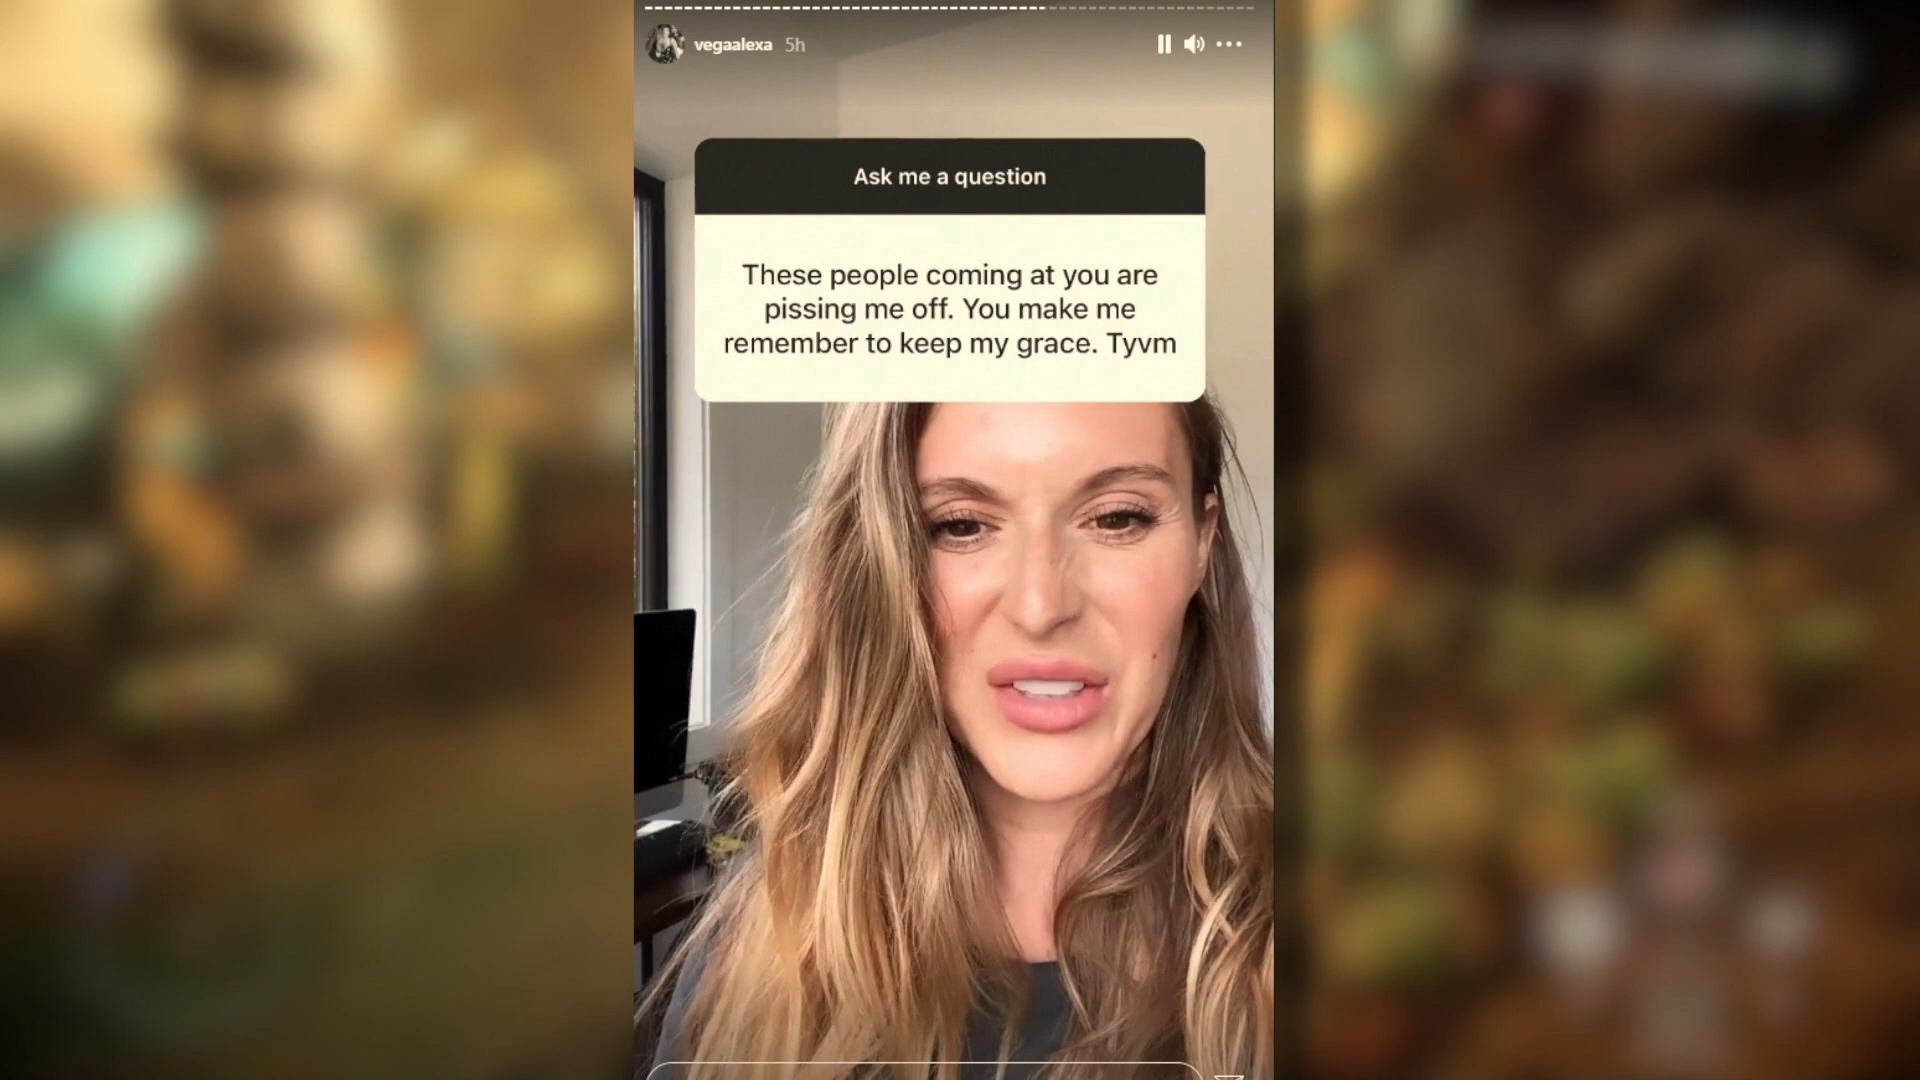 vegaalexa 5h
Ask me a question
These people coming at you are
pissing me off. You make me
remember to keep my grace. Tyvm